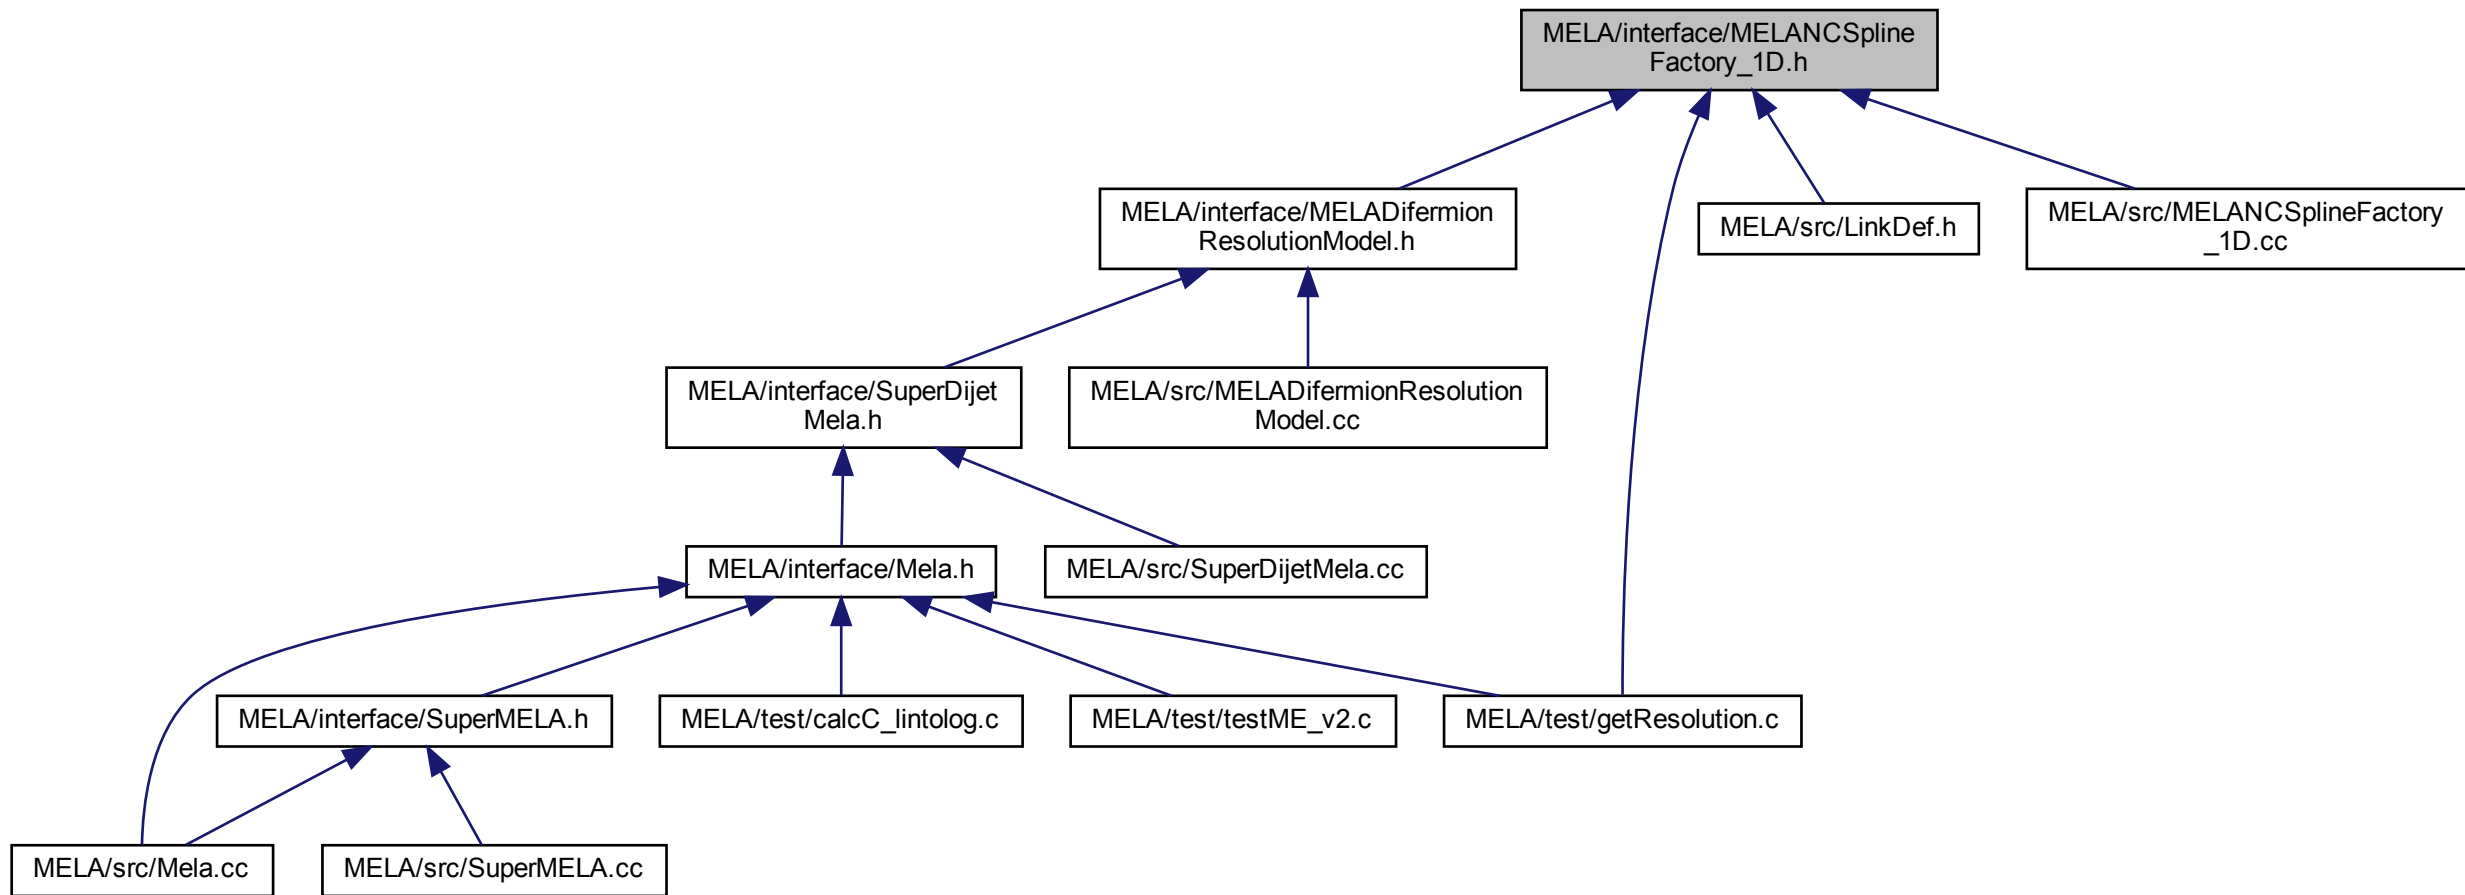 MELA/interface/MELANCSpline
Factory_1D.h
MELA/interface/MELADifermion
ResolutionModel.h
MELA/src/LinkDef.h
MELA/src/MELANCSplineFactory
_1D.cc
MELA/interface/SuperDijet
Mela.h
MELA/src/MELADifermionResolution
Model.cc
MELA/interface/Mela.h
MELA/src/SuperDijetMela.cc
MELA/interface/SuperMELA.h
MELA/test/calcC_lintolog.c
MELA/test/testME_v2.c
MELA/test/getResolution.c
MELA/src/Mela.cc
MELA/src/SuperMELA.cc